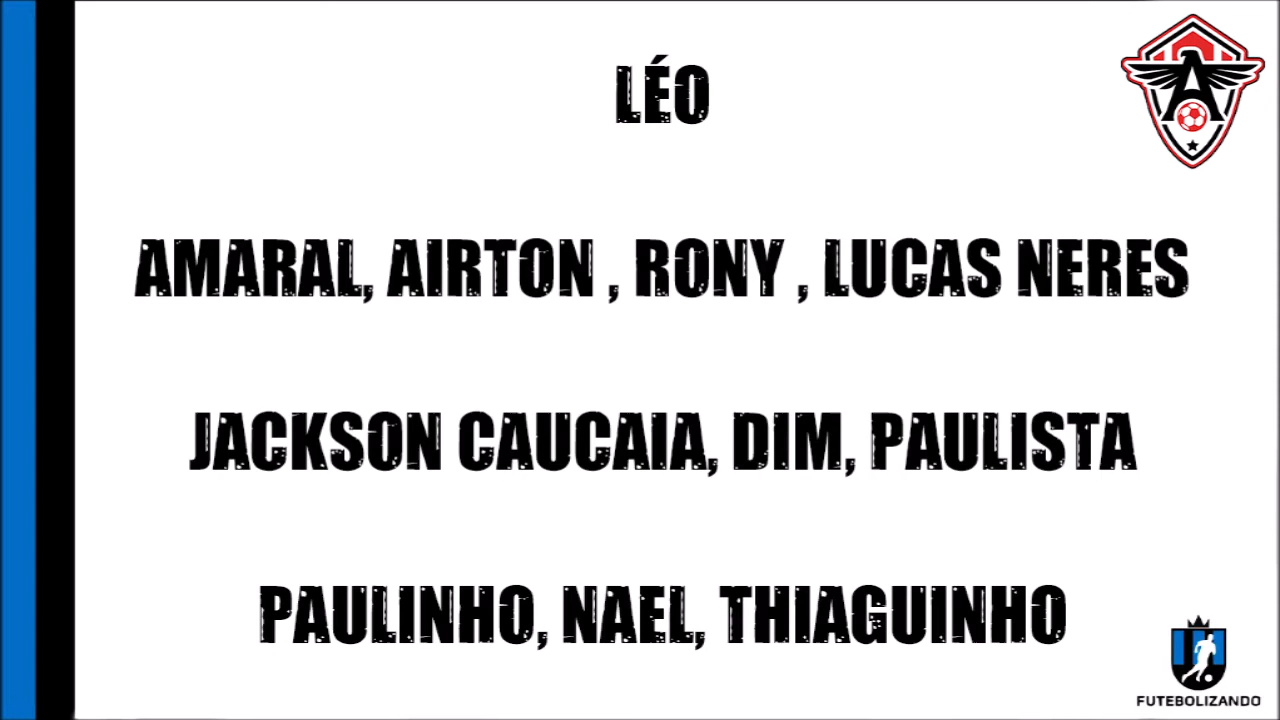 LÉO
AMARAL, AIRTON , RONY , LUCAS NERES
JACKSON CAUCAIA, DIM, PAULISTA
PAULINHO, NAEL, THIAGUINHO
FUTEBOLIZANDO